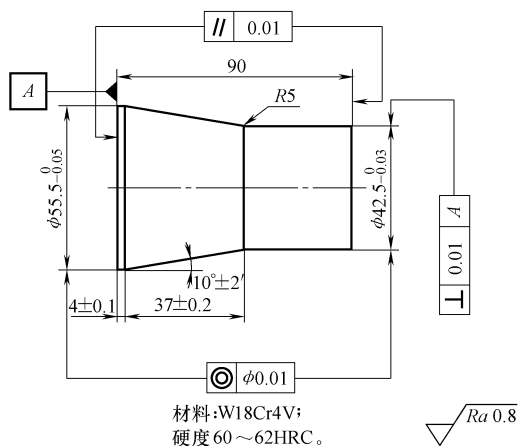 // 0.01
90
A
R5
ϕ55.5 0 -0.05
ϕ42.5 0 -0.03
A
0.01
⊥
10°±2′
4±0.1
37±0.2
◎ ϕ0.01
材料:W18Cr4V;
硬度60～62HRC。
Ra 0.8